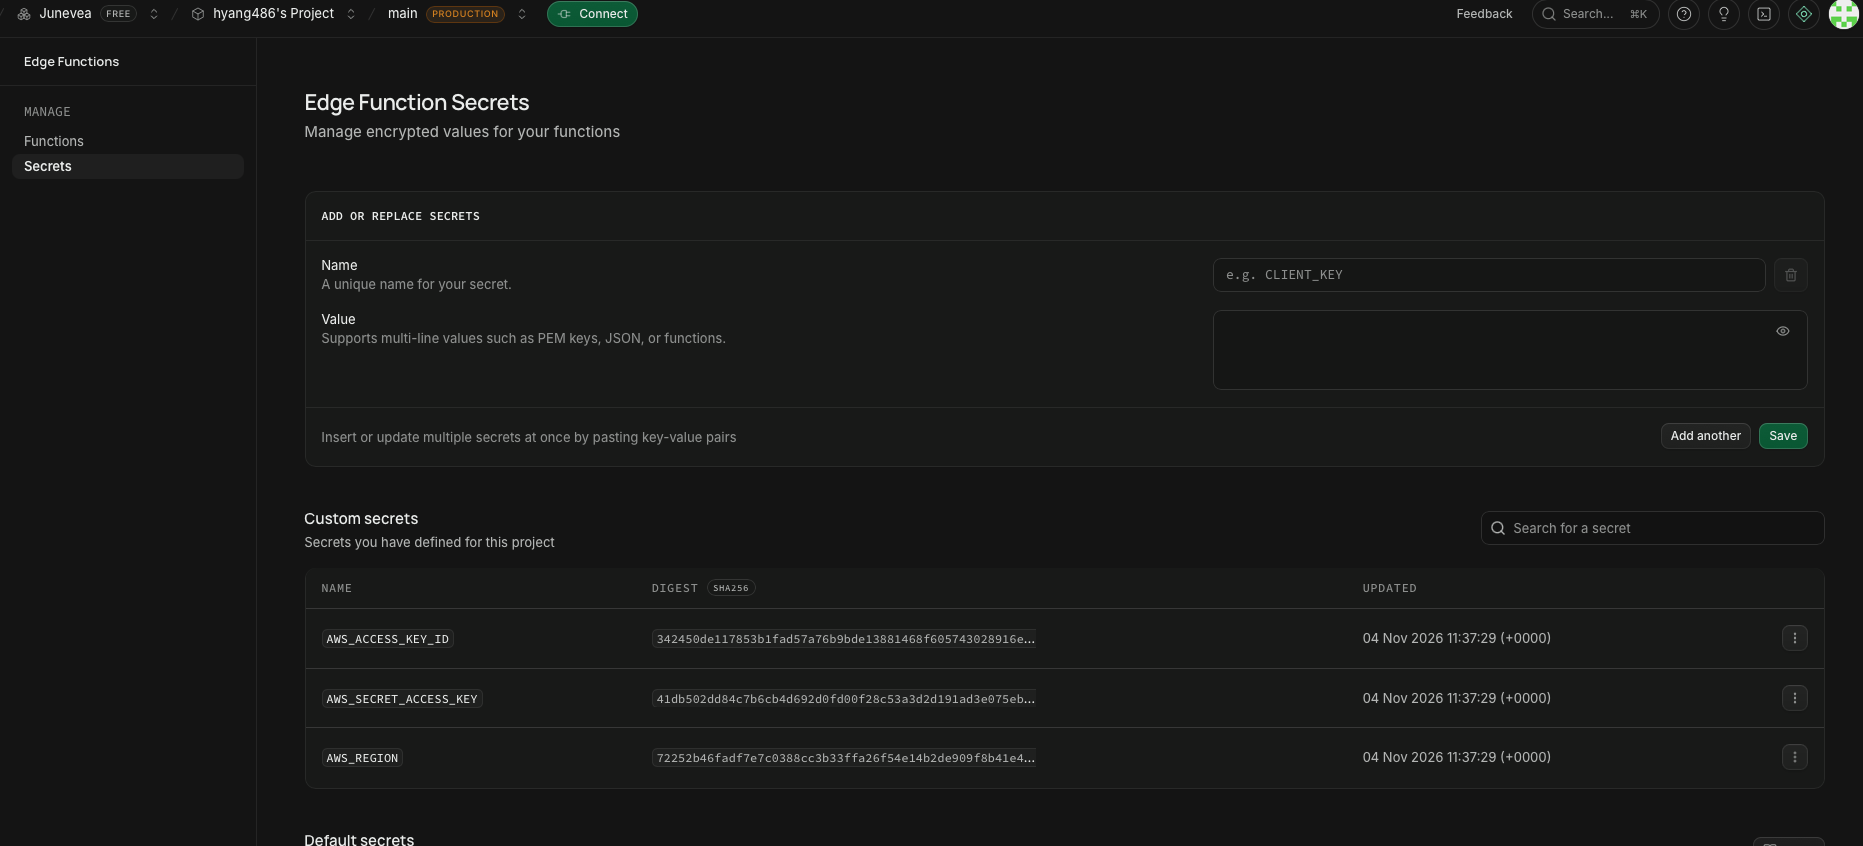 Junevea FREE / hyang486's Project / main PRODUCTION Connect Feedback Search... ⌘K
Edge Functions
MANAGE
Functions
Secrets
Edge Function Secrets
Manage encrypted values for your functions
ADD OR REPLACE SECRETS
Name
A unique name for your secret.
e.g. CLIENT_KEY
Value
Supports multi-line values such as PEM keys, JSON, or functions.
Insert or update multiple secrets at once by pasting key-value pairs
Add another Save
Custom secrets
Secrets you have defined for this project
Search for a secret
NAME DIGEST SHA256 UPDATED
AWS_ACCESS_KEY_ID 342450de117853b1fad57a76b9bde13881468f605743028916e... 04 Nov 2026 11:37:29 (+0000)
AWS_SECRET_ACCESS_KEY 41db502dd84c7b6cb4d692d0fd00f28c53a3d2d191ad3e075eb... 04 Nov 2026 11:37:29 (+0000)
AWS_REGION 72252b46fadf7e7c0388cc3b33ffa26f54e14b2de909f8b41e4... 04 Nov 2026 11:37:29 (+0000)
Default secrets